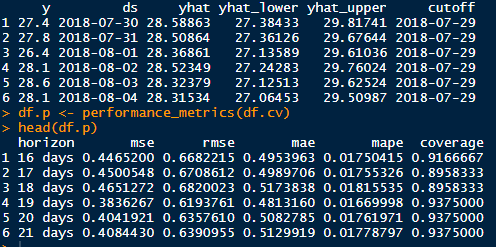 y ds yhat yhat_lower yhat_upper cutoff
1 27.4 2018-07-30 28.58863 27.38433 29.81741 2018-07-29
2 27.8 2018-07-31 28.50864 27.36126 29.67644 2018-07-29
3 26.4 2018-08-01 28.36861 27.13589 29.61036 2018-07-29
4 28.1 2018-08-02 28.52349 27.24283 29.76024 2018-07-29
5 28.6 2018-08-03 28.32379 27.12513 29.62524 2018-07-29
6 28.1 2018-08-04 28.31534 27.06453 29.50987 2018-07-29
> df.p <- performance_metrics(df.cv)
> head(df.p)
horizon mse rmse mae mape coverage
1 16 days 0.4465200 0.6682215 0.4953963 0.01750415 0.9166667
2 17 days 0.4500548 0.6708612 0.4989706 0.01755326 0.8958333
3 18 days 0.4651272 0.6820023 0.5173838 0.01815535 0.8958333
4 19 days 0.3836267 0.6193761 0.4813160 0.01669998 0.9375000
5 20 days 0.4041921 0.6357610 0.5082785 0.01761971 0.9375000
6 21 days 0.4084430 0.6390955 0.5129919 0.01778797 0.9375000